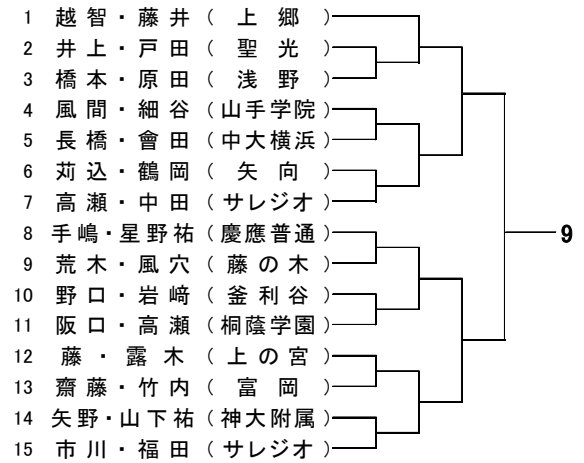 1 越智・藤井（上郷）
2 井上・戸田（聖光）
3 橋本・原田（浅野）
4 風間・細谷（山手学院）
5 長橋・會田（中大横浜）
6 苅込・鶴岡（矢向）
7 高瀬・中田（サレジオ）
8 手嶋・星野祐（慶應普通）
9 荒木・風穴（藤の木）
10 野口・岩﨑（釜利谷）
11 阪口・高瀬（桐蔭学園）
12 藤・露木（上の宮）
13 齋藤・竹内（富岡）
14 矢野・山下祐（神大附属）
15 市川・福田（サレジオ）
9